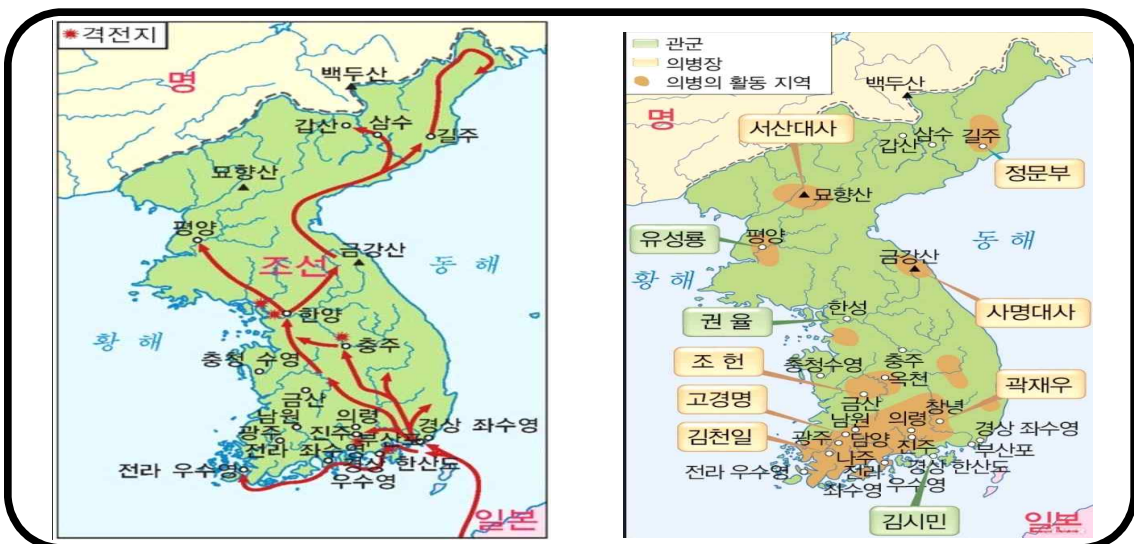 격전지
명
백두산
갑산
삼수
길주
묘향산
평양
금강산
조선
동해
한양
황해
충주
충청 수영
금산
남원
의령
광주
진주
부산포
경상 좌수영
전라 좌수영
전라 우수영
경상
한산도
우수영
일본
관군
의병장
의병의 활동 지역
백두산
명
서산대사
삼수
길주
갑산
정문부
묘향산
유성룡
평양
동해
금강산
황해
사명대사
한성
권율
조헌
충청수영
충주
옥천
곽재우
고경명
금산
창녕
남원
의령
김천일
광주
담양
진주
경상 좌수영
부산포
나주
전라 우수영
전라
경상
한산도
좌수영
우수영
김시민
일본